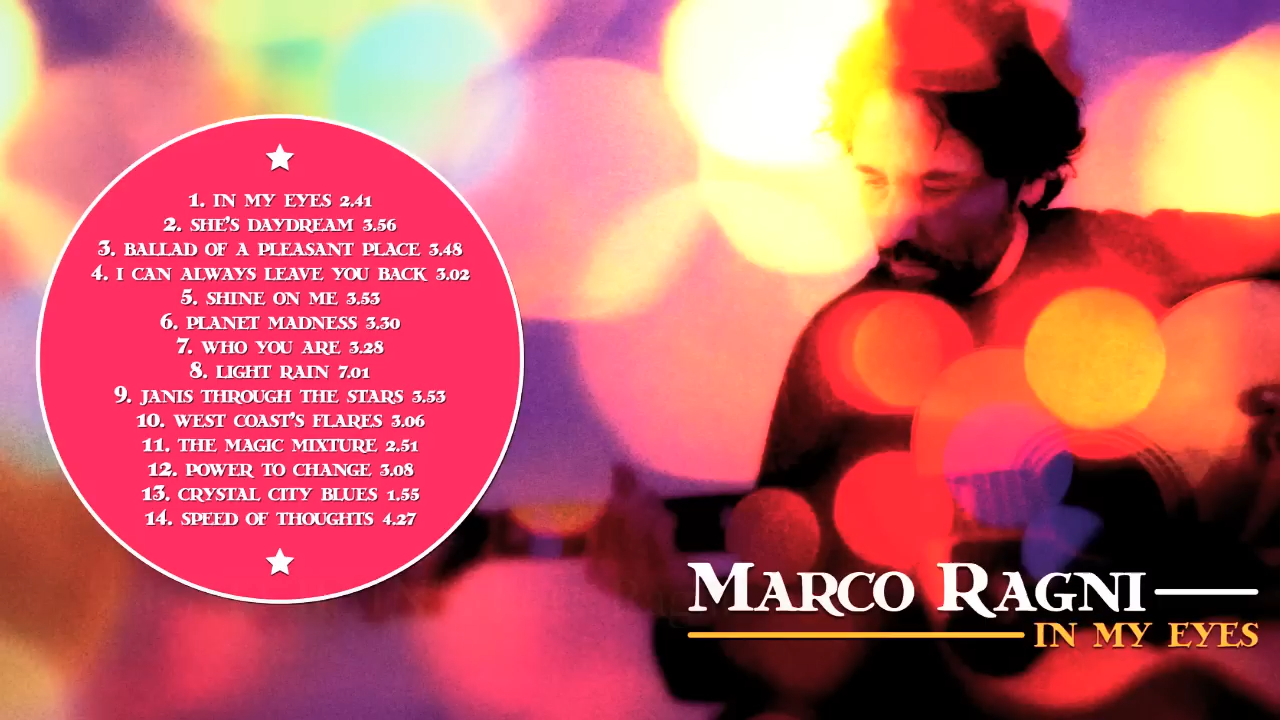 1. IN MY EYES 2.41
2. SHE'S DAYDREAM 3.56
3. BALLAD OF A PLEASANT PLACE 3.48
4. I CAN ALWAYS LEAVE YOU BACK 3.02
5. SHINE ON ME 3.53
6. PLANET MADNESS 3.30
7. WHO YOU ARE 3.28
8. LIGHT RAIN 7.01
9. JANIS THROUGH THE STARS 3.53
10. WEST COAST'S FLARES 3.06
11. THE MAGIC MIXTURE 2.51
12. POWER TO CHANGE 3.08
13. CRYSTAL CITY BLUES 1.55
14. SPEED OF THOUGHTS 4.27
MARCO RAGNI
IN MY EYES